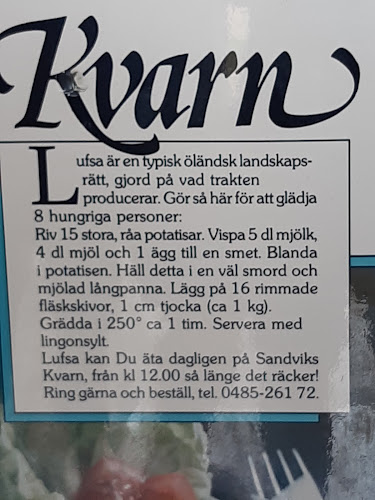 Kvarn
Lufsa är en typisk öländsk landskaps-
rätt, gjord på vad trakten
producerar. Gör så här för att glädja
8 hungriga personer:
Riv 15 stora, råa potatisar. Vispa 5 dl mjölk,
4 dl mjöl och 1 ägg till en smet. Blanda
i potatisen. Häll detta i en väl smord och
mjölad långpanna. Lägg på 16 rimmade
fläskskivor, 1 cm tjocka (ca 1 kg).
Grädda i 250° ca 1 tim. Servera med
lingonsylt.
Lufsa kan Du äta dagligen på Sandviks
Kvarn, från kl 12.00 så länge det räcker!
Ring gärna och beställ, tel. 0485-261 72.